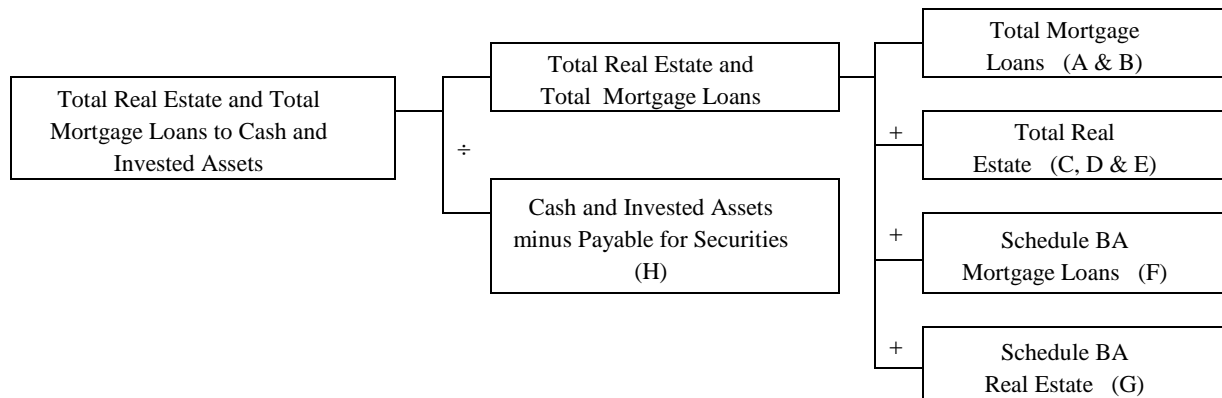 Total Real Estate and Total
Mortgage Loans to Cash and
Invested Assets
÷
Total Real Estate and
Total Mortgage Loans
Cash and Invested Assets
minus Payable for Securities
(H)
Total Mortgage
Loans (A & B)
+
Total Real
Estate (C, D & E)
+
Schedule BA
Mortgage Loans (F)
+
Schedule BA
Real Estate (G)